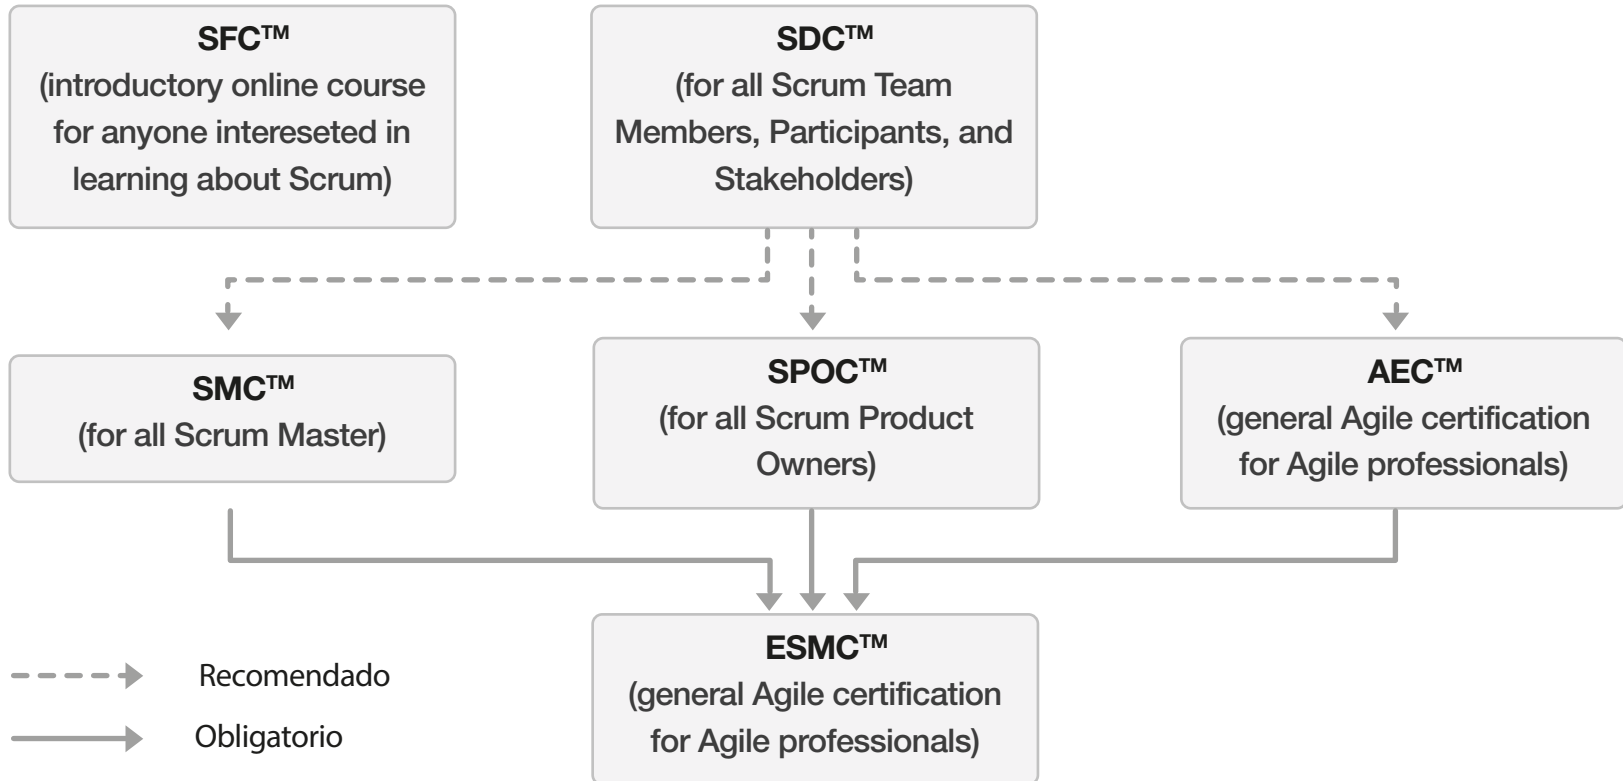 SFC™
(introductory online course
for anyone intereseted in
learning about Scrum)
SDC™
(for all Scrum Team
Members, Participants, and
Stakeholders)
SMC™
(for all Scrum Master)
SPOC™
(for all Scrum Product
Owners)
AEC™
(general Agile certification
for Agile professionals)
ESMC™
(general Agile certification
for Agile professionals)
Recomendado
Obligatorio